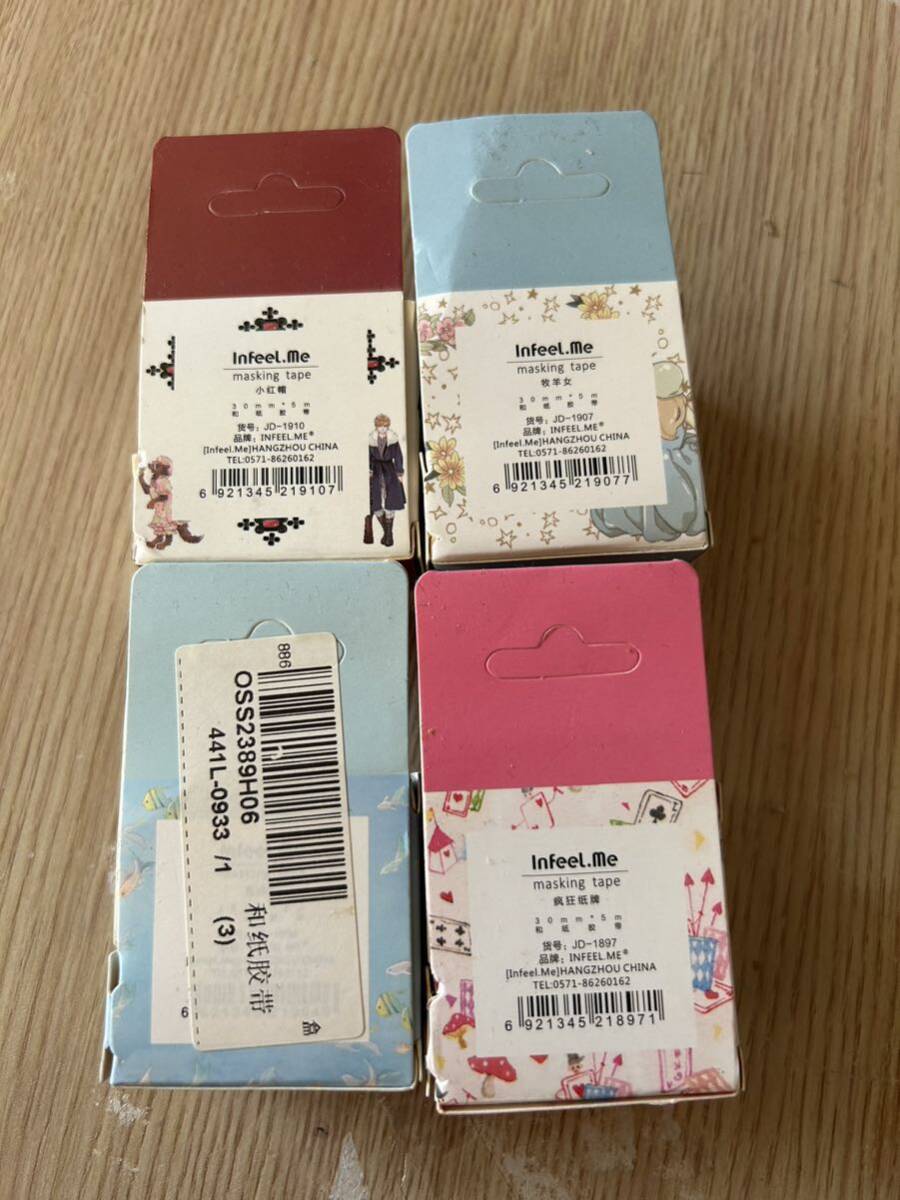 InFeeL.Me
masking tape
小红帽
30mm*5m
和纸胶带
货号: JD-1910
品牌: INFEEL.ME®
[Infeel.Me]HANGZHOU CHINA
TEL:0571-86260162
6 921345 219107
InFeeL.Me
masking tape
牧羊女
30mm*5m
和纸胶带
货号: JD-1907
品牌: INFEEL.ME®
[Infeel.Me]HANGZHOU CHINA
TEL:0571-86260162
6 921345 219077
886
OSS2389H06
441L-0933 /1 (3)
和纸胶带
6
InFeeL.Me
masking tape
疯狂纸牌
30mm*5m
和纸胶带
货号: JD-1897
品牌: INFEEL.ME®
[Infeel.Me]HANGZHOU CHINA
TEL:0571-86260162
6 921345 218971